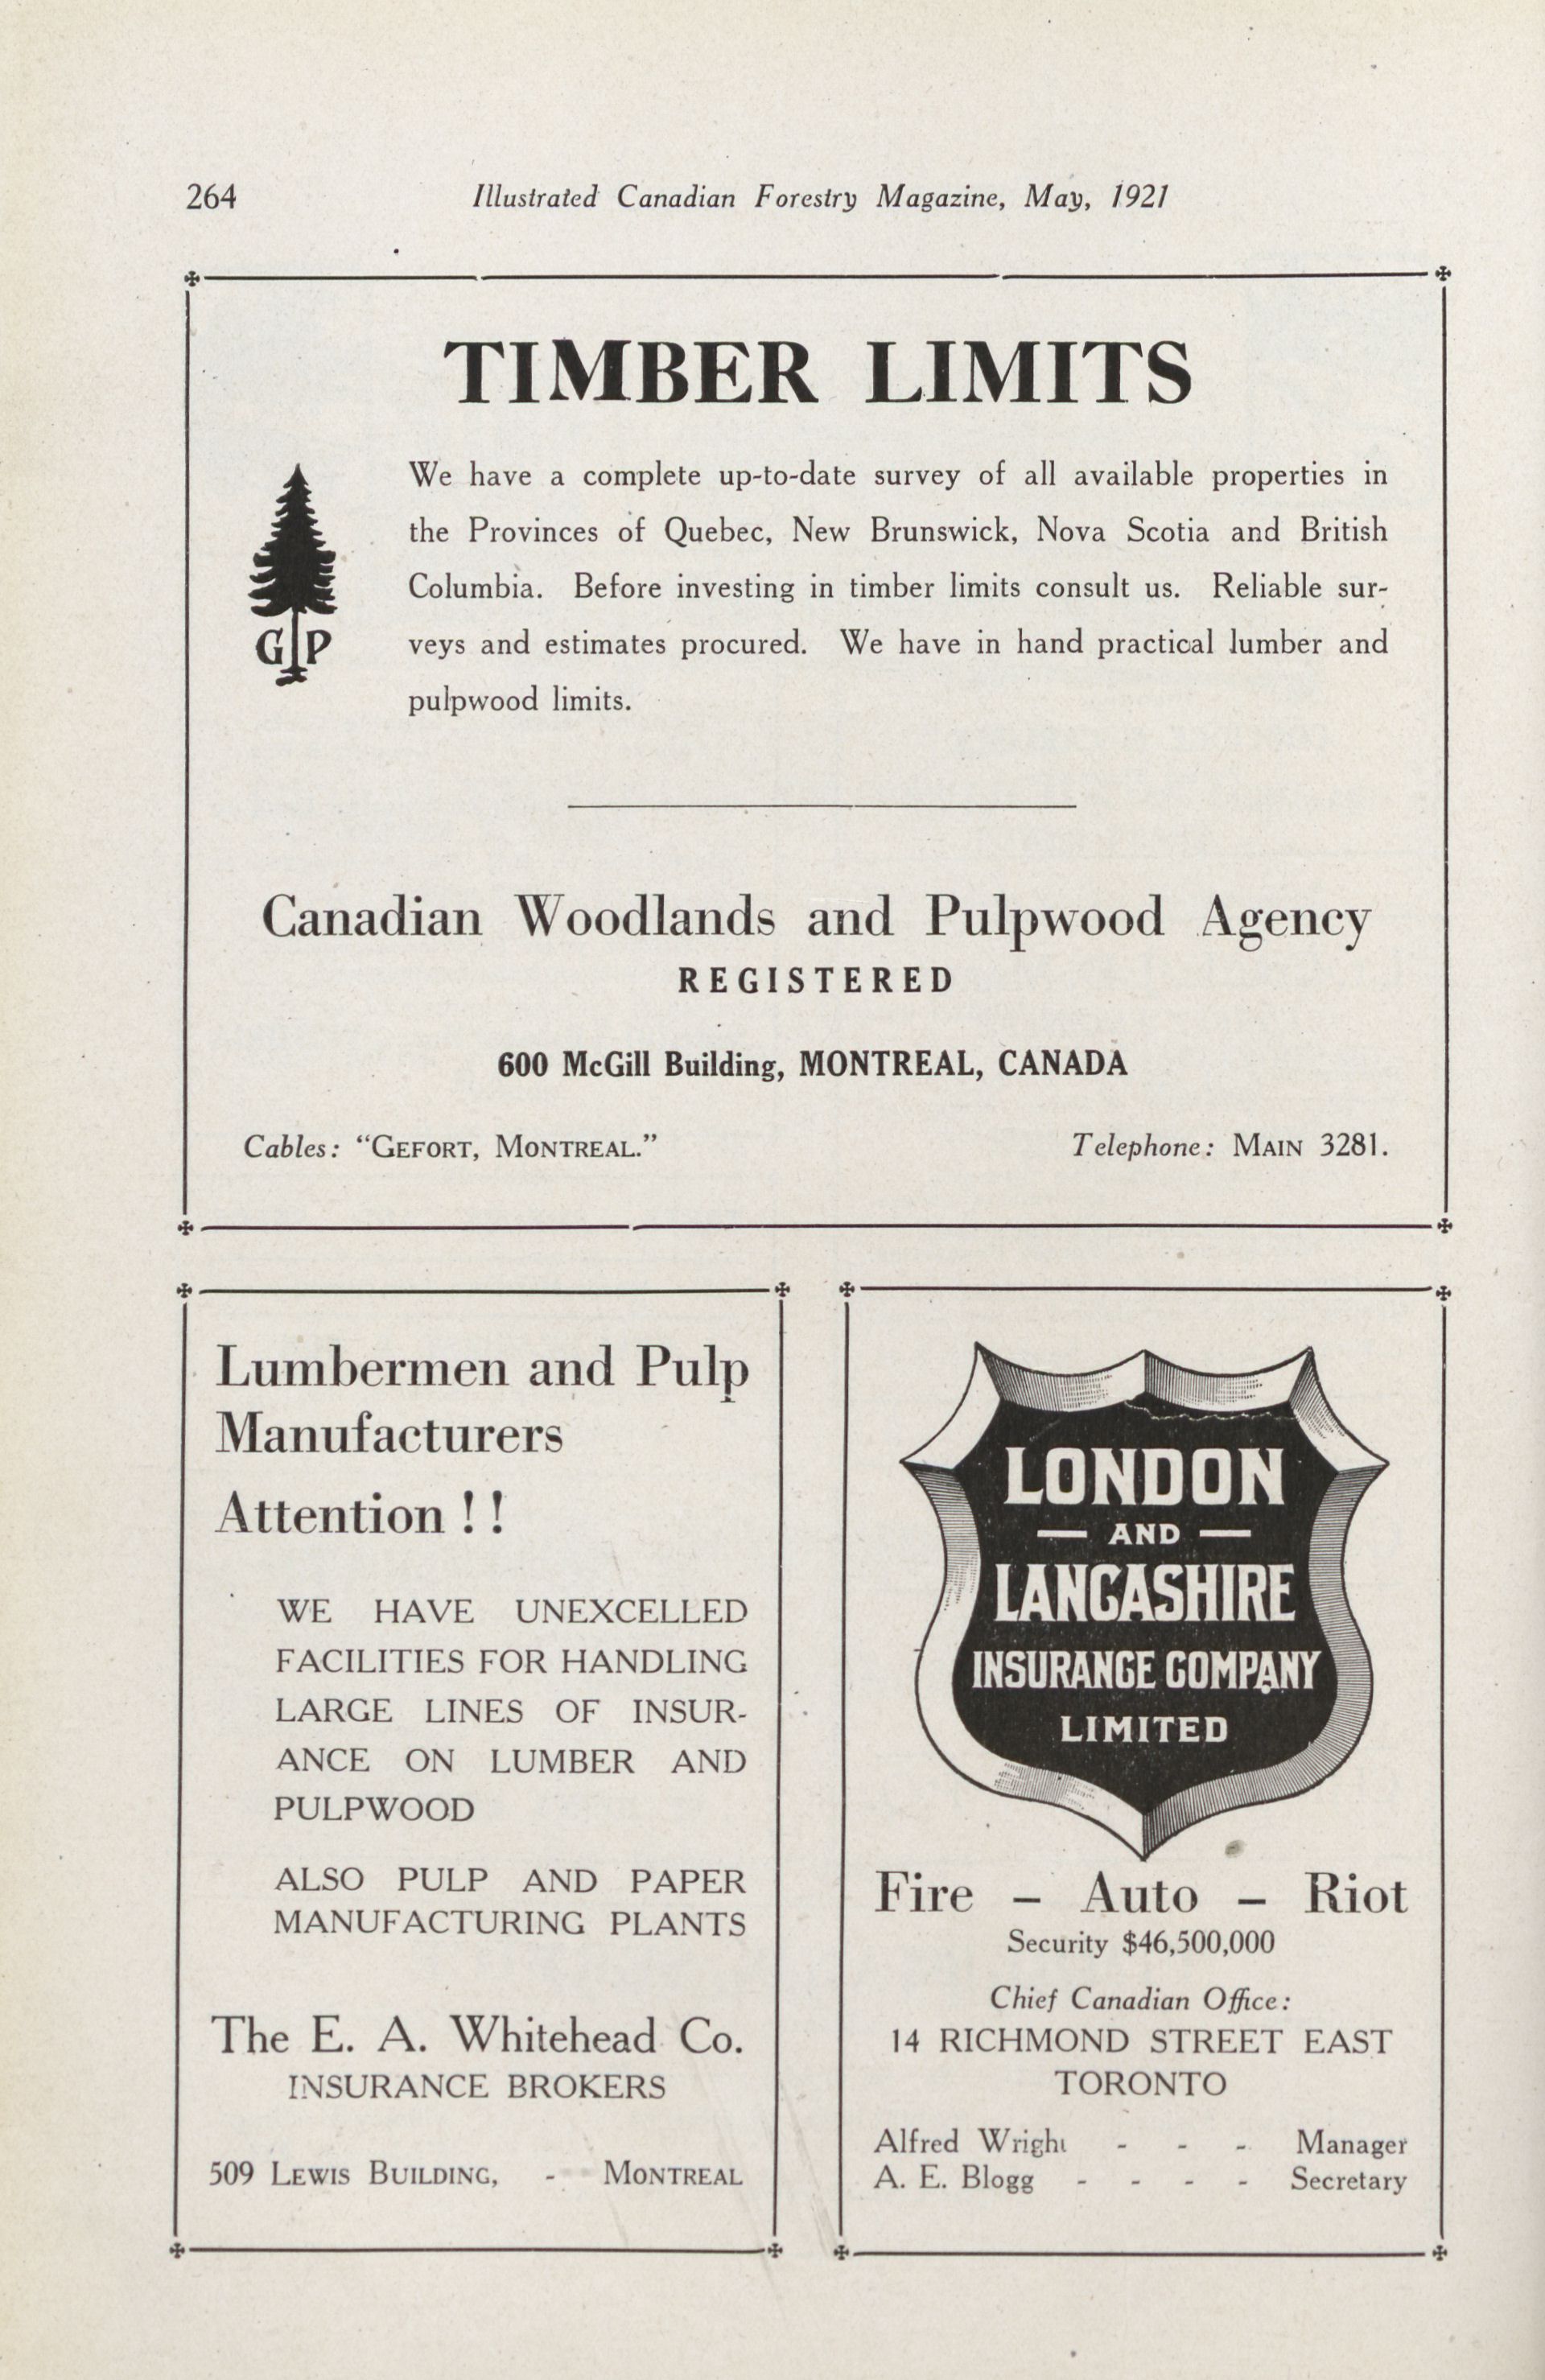 264
Illustrated Canadian Forestry Magazine, May, 1921
TIMBER LIMITS
We have a complete up-to-date survey of all available properties in
the Provinces of Quebec, New Brunswick, Nova Scotia and British
Columbia. Before investing in timber limits consult us. Reliable sur-
veys and estimates procured. We have in hand practical lumber and
pulpwood limits.
G P
Canadian Woodlands and Pulpwood Agency
REGISTERED
600 McGill Building, MONTREAL, CANADA
Cables: "GEFORT, MONTREAL."
Telephone: MAIN 3281.
Lumbermen and Pulp
Manufacturers
Attention ! !
WE HAVE UNEXCELLED
FACILITIES FOR HANDLING
LARGE LINES OF INSUR-
ANCE ON LUMBER AND
PULPWOOD
ALSO PULP AND PAPER
MANUFACTURING PLANTS
The E. A. Whitehead Co.
INSURANCE BROKERS
509 LEWIS BUILDING, - MONTREAL
LONDON
— AND —
LANCASHIRE
INSURANCE COMPANY
LIMITED
Fire – Auto – Riot
Security $46,500,000
Chief Canadian Office:
14 RICHMOND STREET EAST
TORONTO
Alfred Wright - - - Manager
A. E. Blogg - - - - Secretary